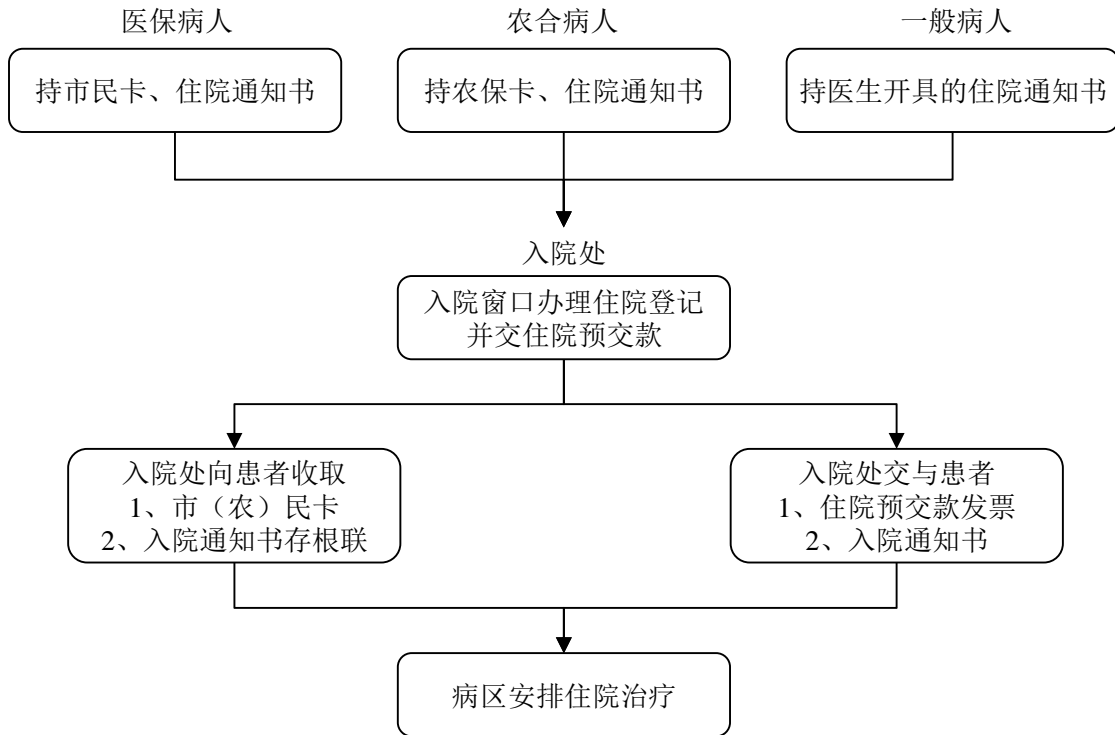 医保病人
农合病人
一般病人
持市民卡、住院通知书
持农保卡、住院通知书
持医生开具的住院通知书
入院处
入院窗口办理住院登记
并交住院预交款
入院处向患者收取
1、市（农）民卡
2、入院通知书存根联
入院处交与患者
1、住院预交款发票
2、入院通知书
病区安排住院治疗